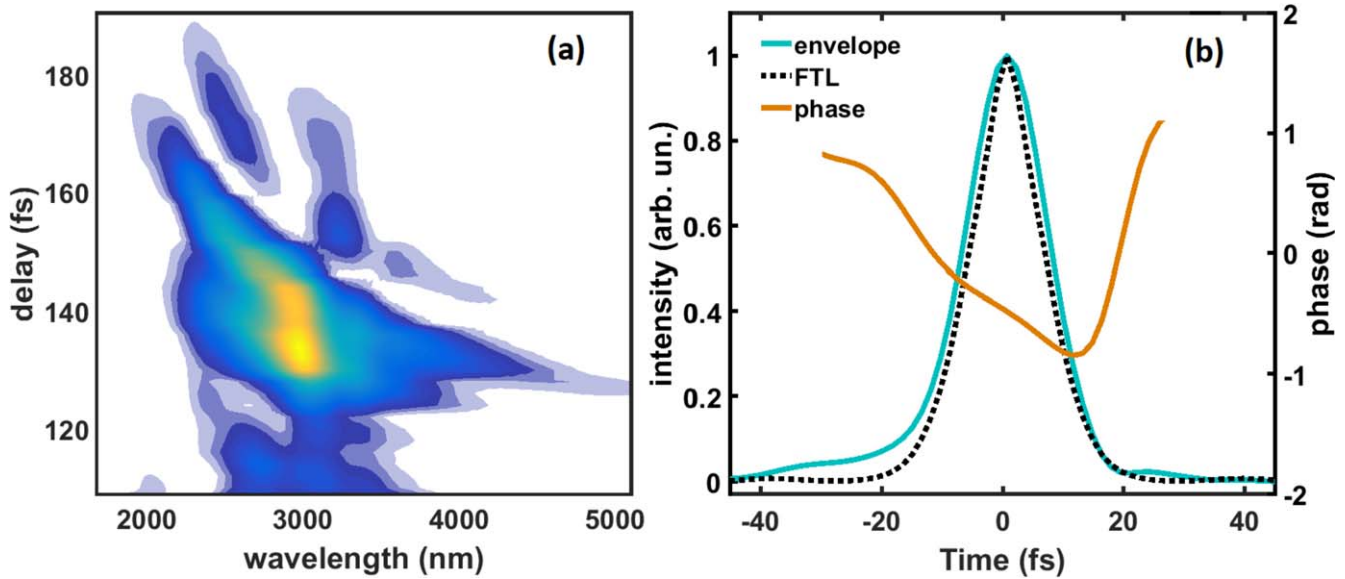 (a)
delay (fs)
180
160
140
120
2000 3000 4000 5000
wavelength (nm)
(b)
envelope
FTL
phase
intensity (arb. un.)
1
0.8
0.6
0.4
0.2
0
2
1
0
-1
-2
phase (rad)
-40 -20 0 20 40
Time (fs)